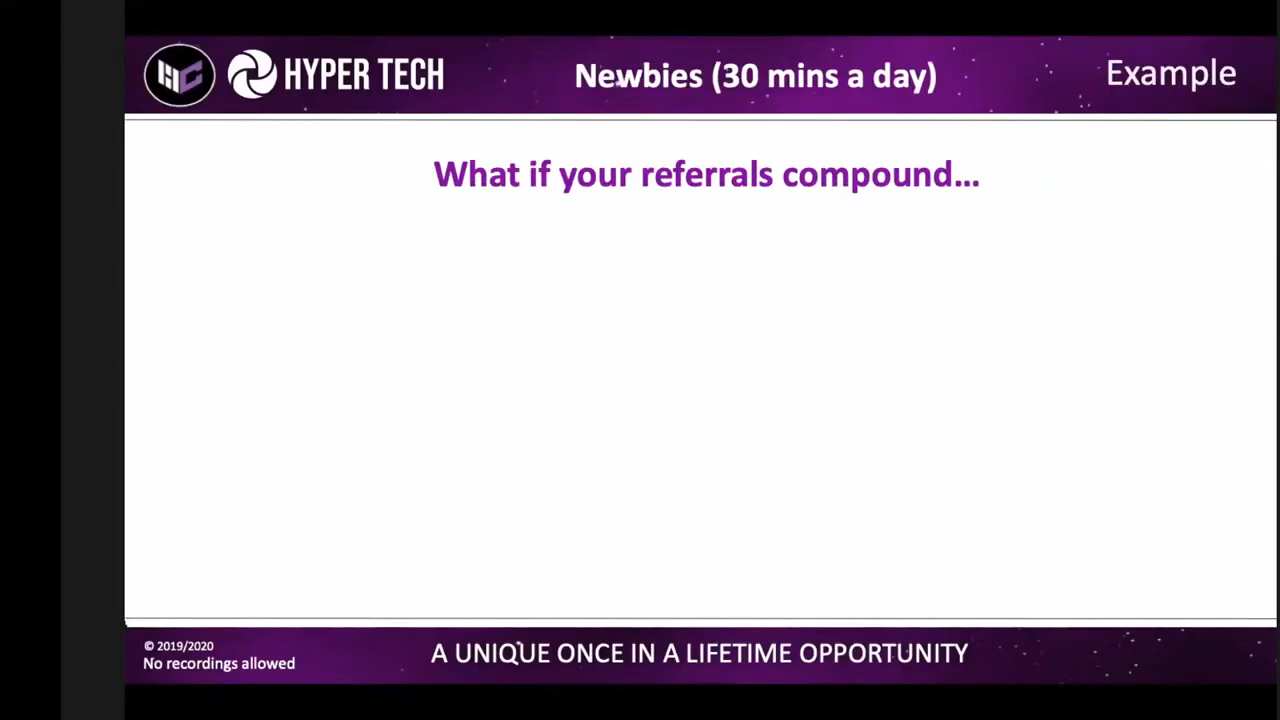 HC HYPER TECH
Newbies (30 mins a day)
Example
What if your referrals compound...
© 2019/2020
No recordings allowed
A UNIQUE ONCE IN A LIFETIME OPPORTUNITY